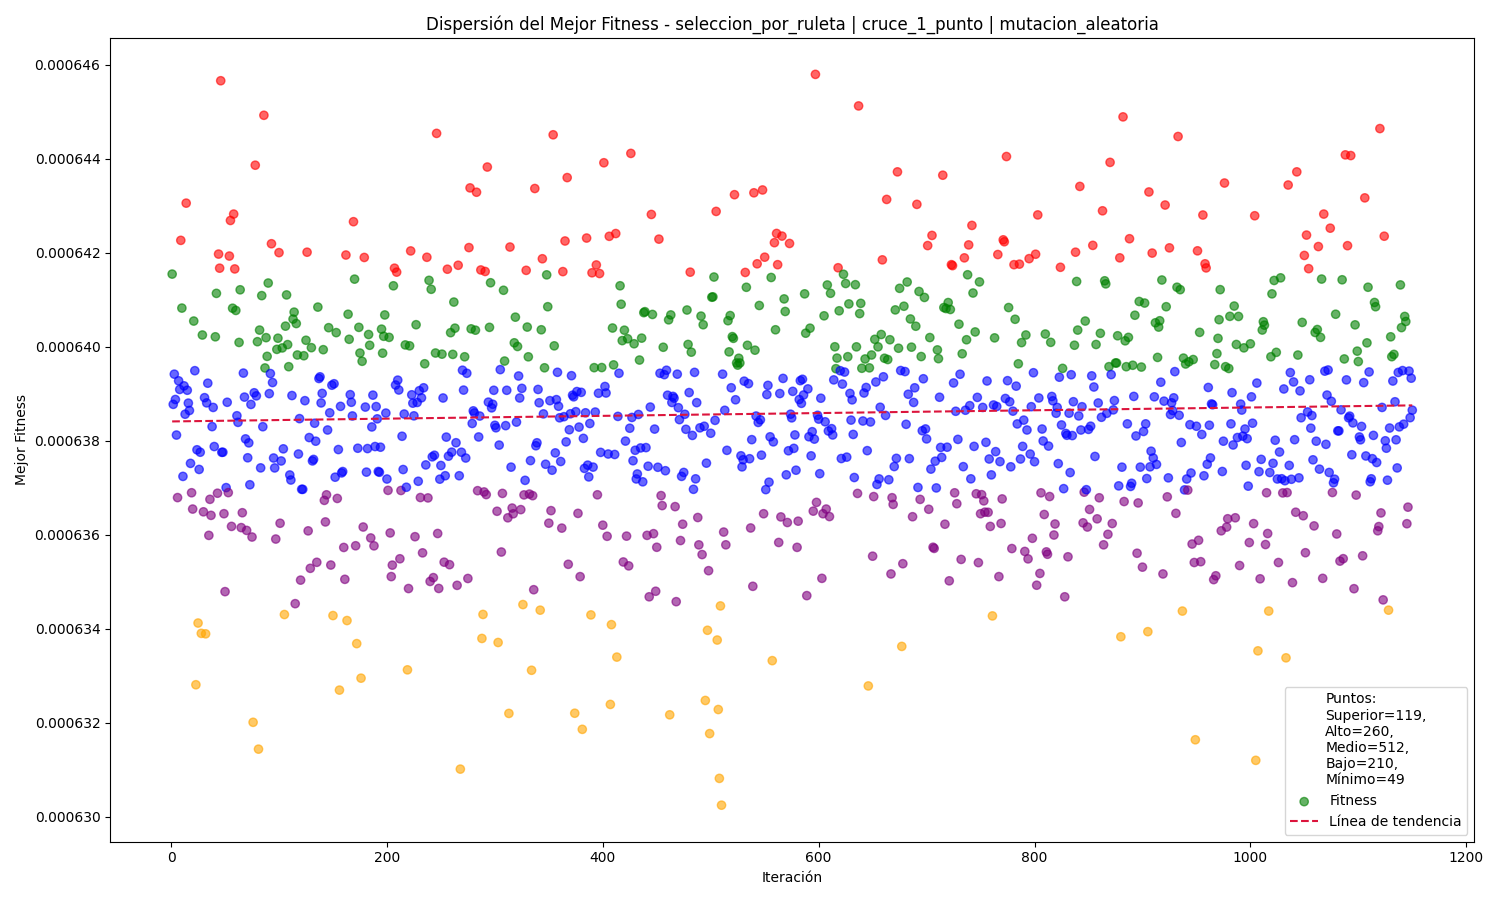 Dispersión del Mejor Fitness - seleccion_por_ruleta | cruce_1_punto | mutacion_aleatoria
Mejor Fitness
0.000646
0.000644
0.000642
0.000640
0.000638
0.000636
0.000634
0.000632
0.000630
Puntos:
Superior=119,
Alto=260,
Medio=512,
Bajo=210,
Mínimo=49
Fitness
Línea de tendencia
0 200 400 600 800 1000 1200
Iteración